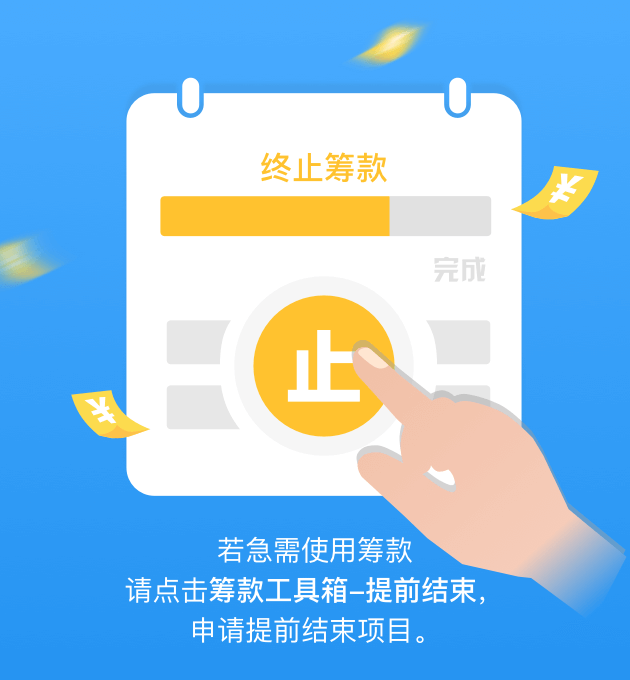 终止筹款
¥
完成
止
¥
若急需使用筹款
请点击筹款工具箱–提前结束，
申请提前结束项目。